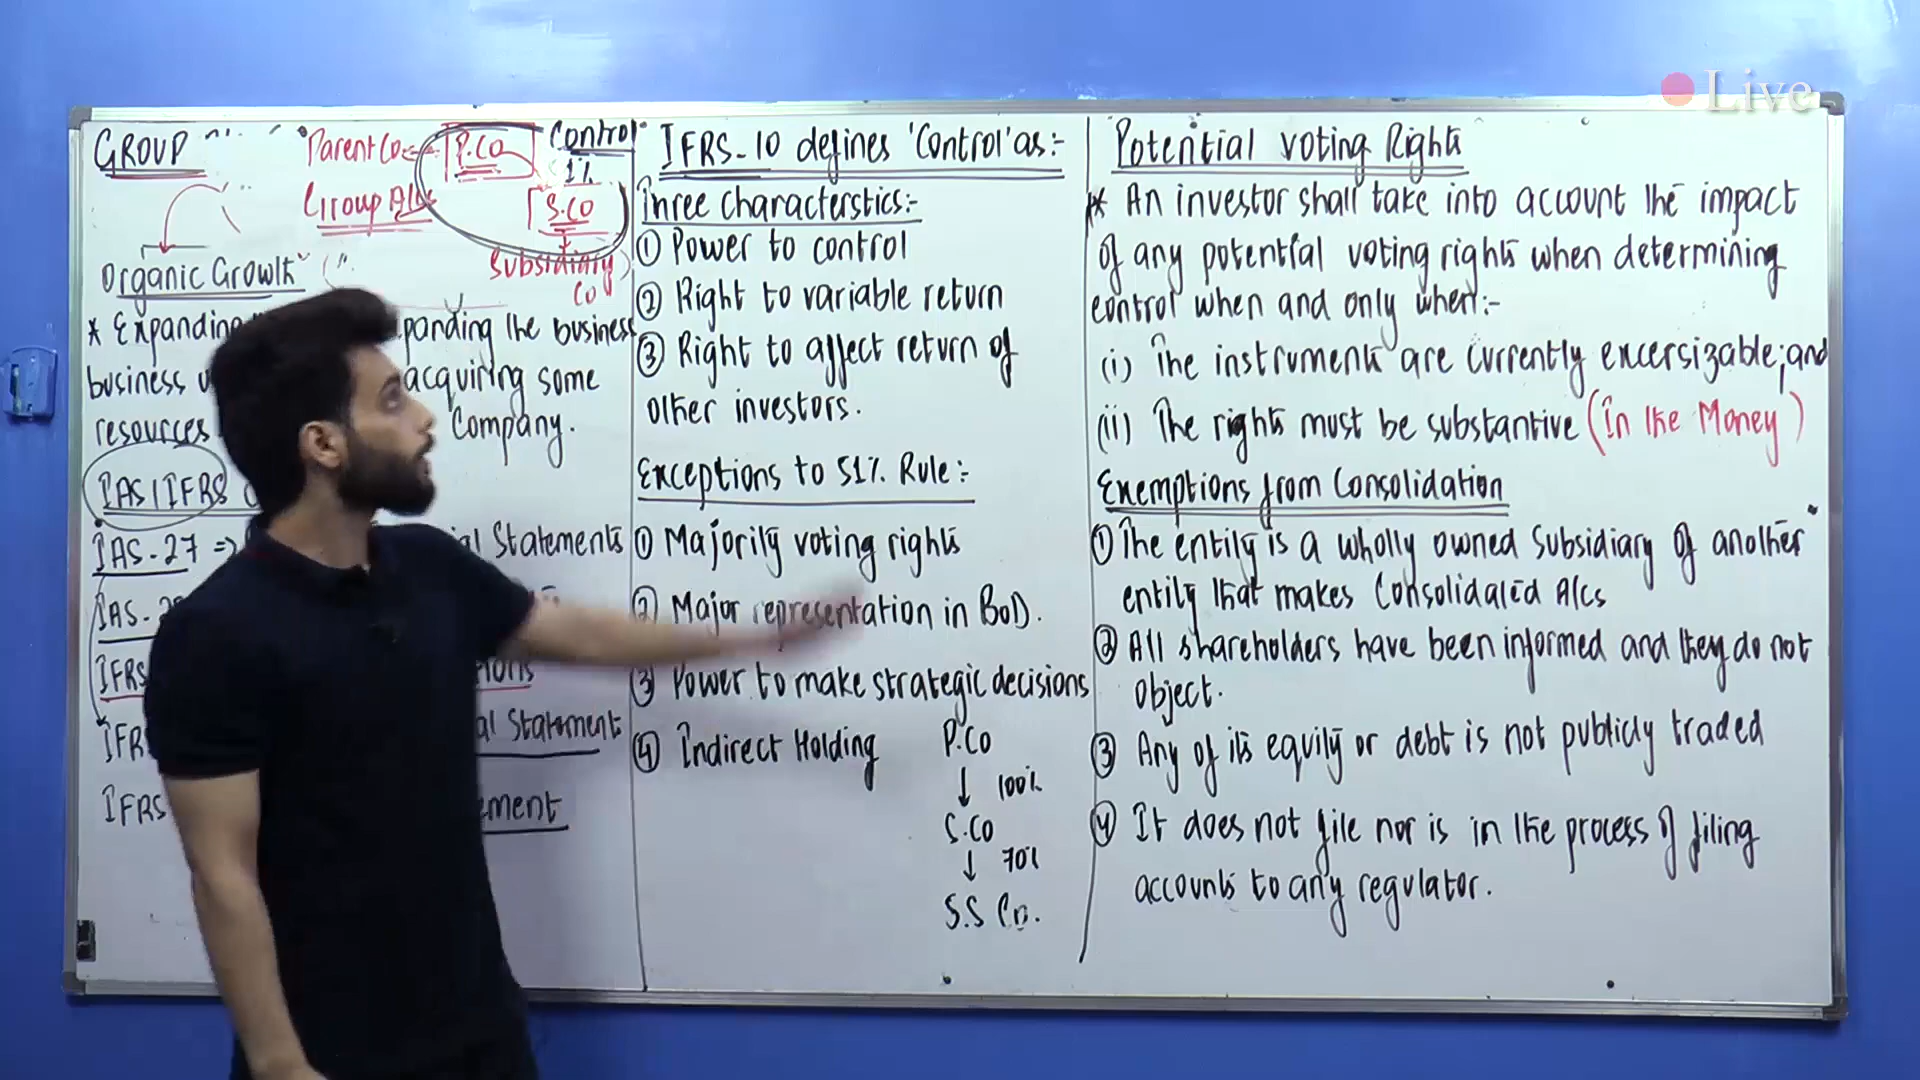 Live
GROUP
Parent Co P.CO Control
1%
Group A/cs S.CO
Subsidiary
Co
Organic Growth
* Expanding panding the business
business acquiring some
resources Company.
IAS/IFRS
IAS-27 => al Statements
IAS-2
IFRS
IFR al Statement
IFRS ement
IFRS-10 defines 'Control' as:-
Three Characterstics:-
① Power to control
② Right to variable return
③ Right to affect return of
other investors.
Exceptions to 51% Rule:-
① Majority voting rights
② Major representation in BoD.
③ Power to make strategic decisions
④ Indirect Holding
P.CO
↓ 100%
S.CO
↓ 70%
S.S Co.
Potential Voting Rights
* An investor shall take into account the impact
of any potential voting rights when determining
control when and only when:-
(i) The instruments are currently excersizable; and
(ii) The rights must be substantive (In the Money)
Exemptions from Consolidation
① The entity is a wholly owned Subsidiary of another
entity that makes Consolidated A/cs
② All shareholders have been informed and they do not
object.
③ Any of its equity or debt is not publicly traded
④ It does not file nor is in the process of filing
accounts to any regulator.